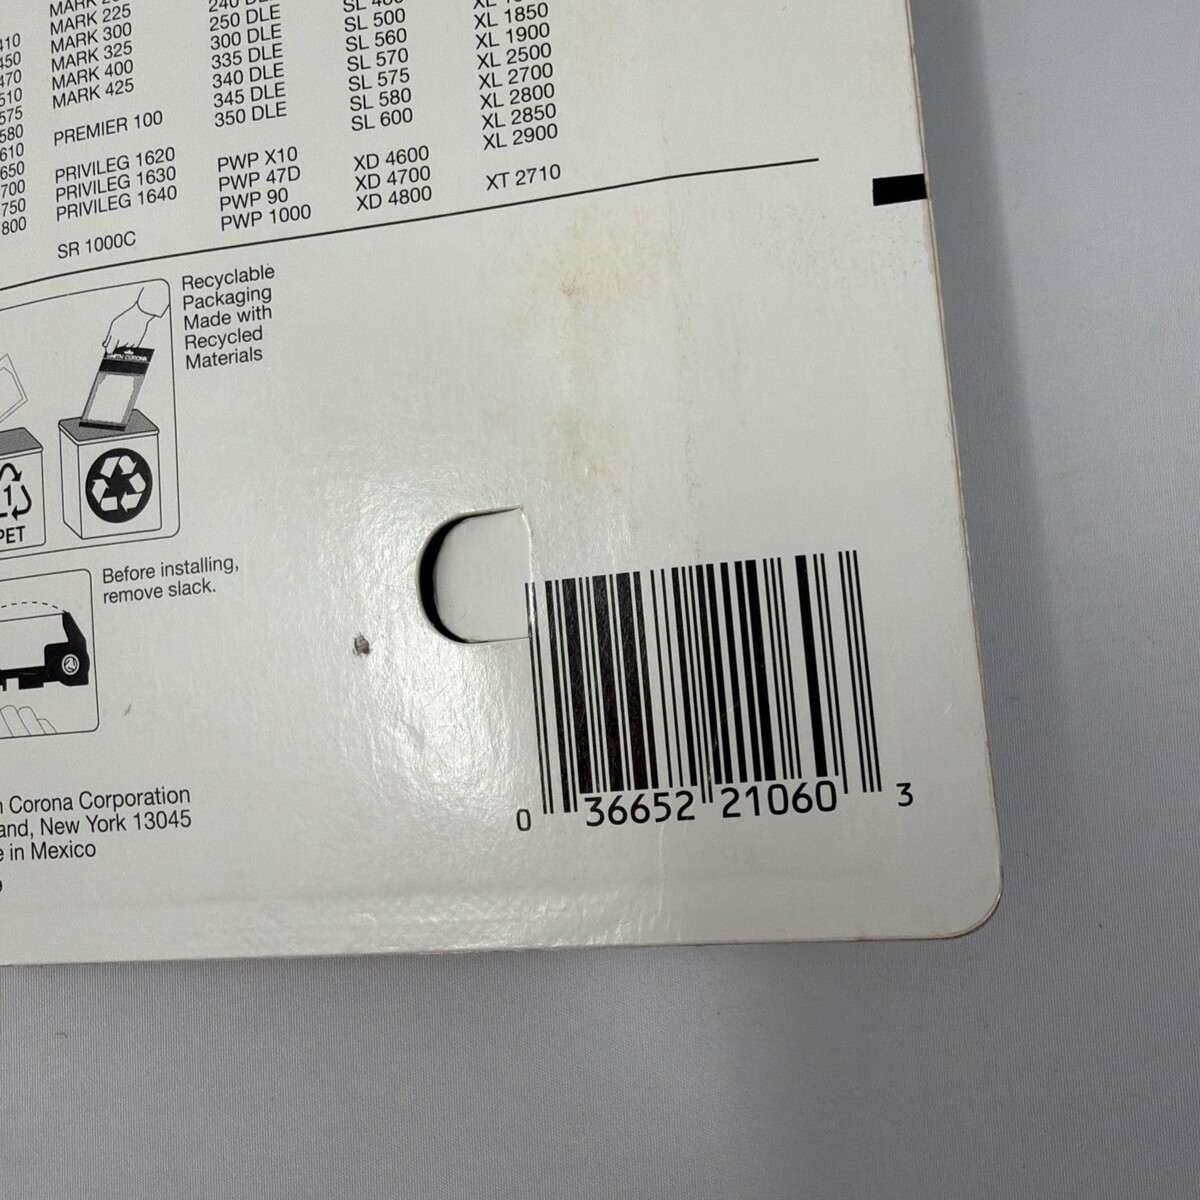 MARK 225
MARK 300
MARK 325
MARK 400
MARK 425
PREMIER 100
PRIVILEG 1620
PRIVILEG 1630
PRIVILEG 1640
SR 1000C
250 DLE
300 DLE
335 DLE
340 DLE
345 DLE
350 DLE
PWP X10
PWP 47D
PWP 90
PWP 1000
SL 500
SL 560
SL 570
SL 575
SL 580
SL 600
XD 4600
XD 4700
XD 4800
XL 1850
XL 1900
XL 2500
XL 2700
XL 2800
XL 2850
XL 2900
XT 2710
Recyclable
Packaging
Made with
Recycled
Materials
1
PET
Before installing,
remove slack.
Corona Corporation
New York 13045
in Mexico
0 36652 21060 3